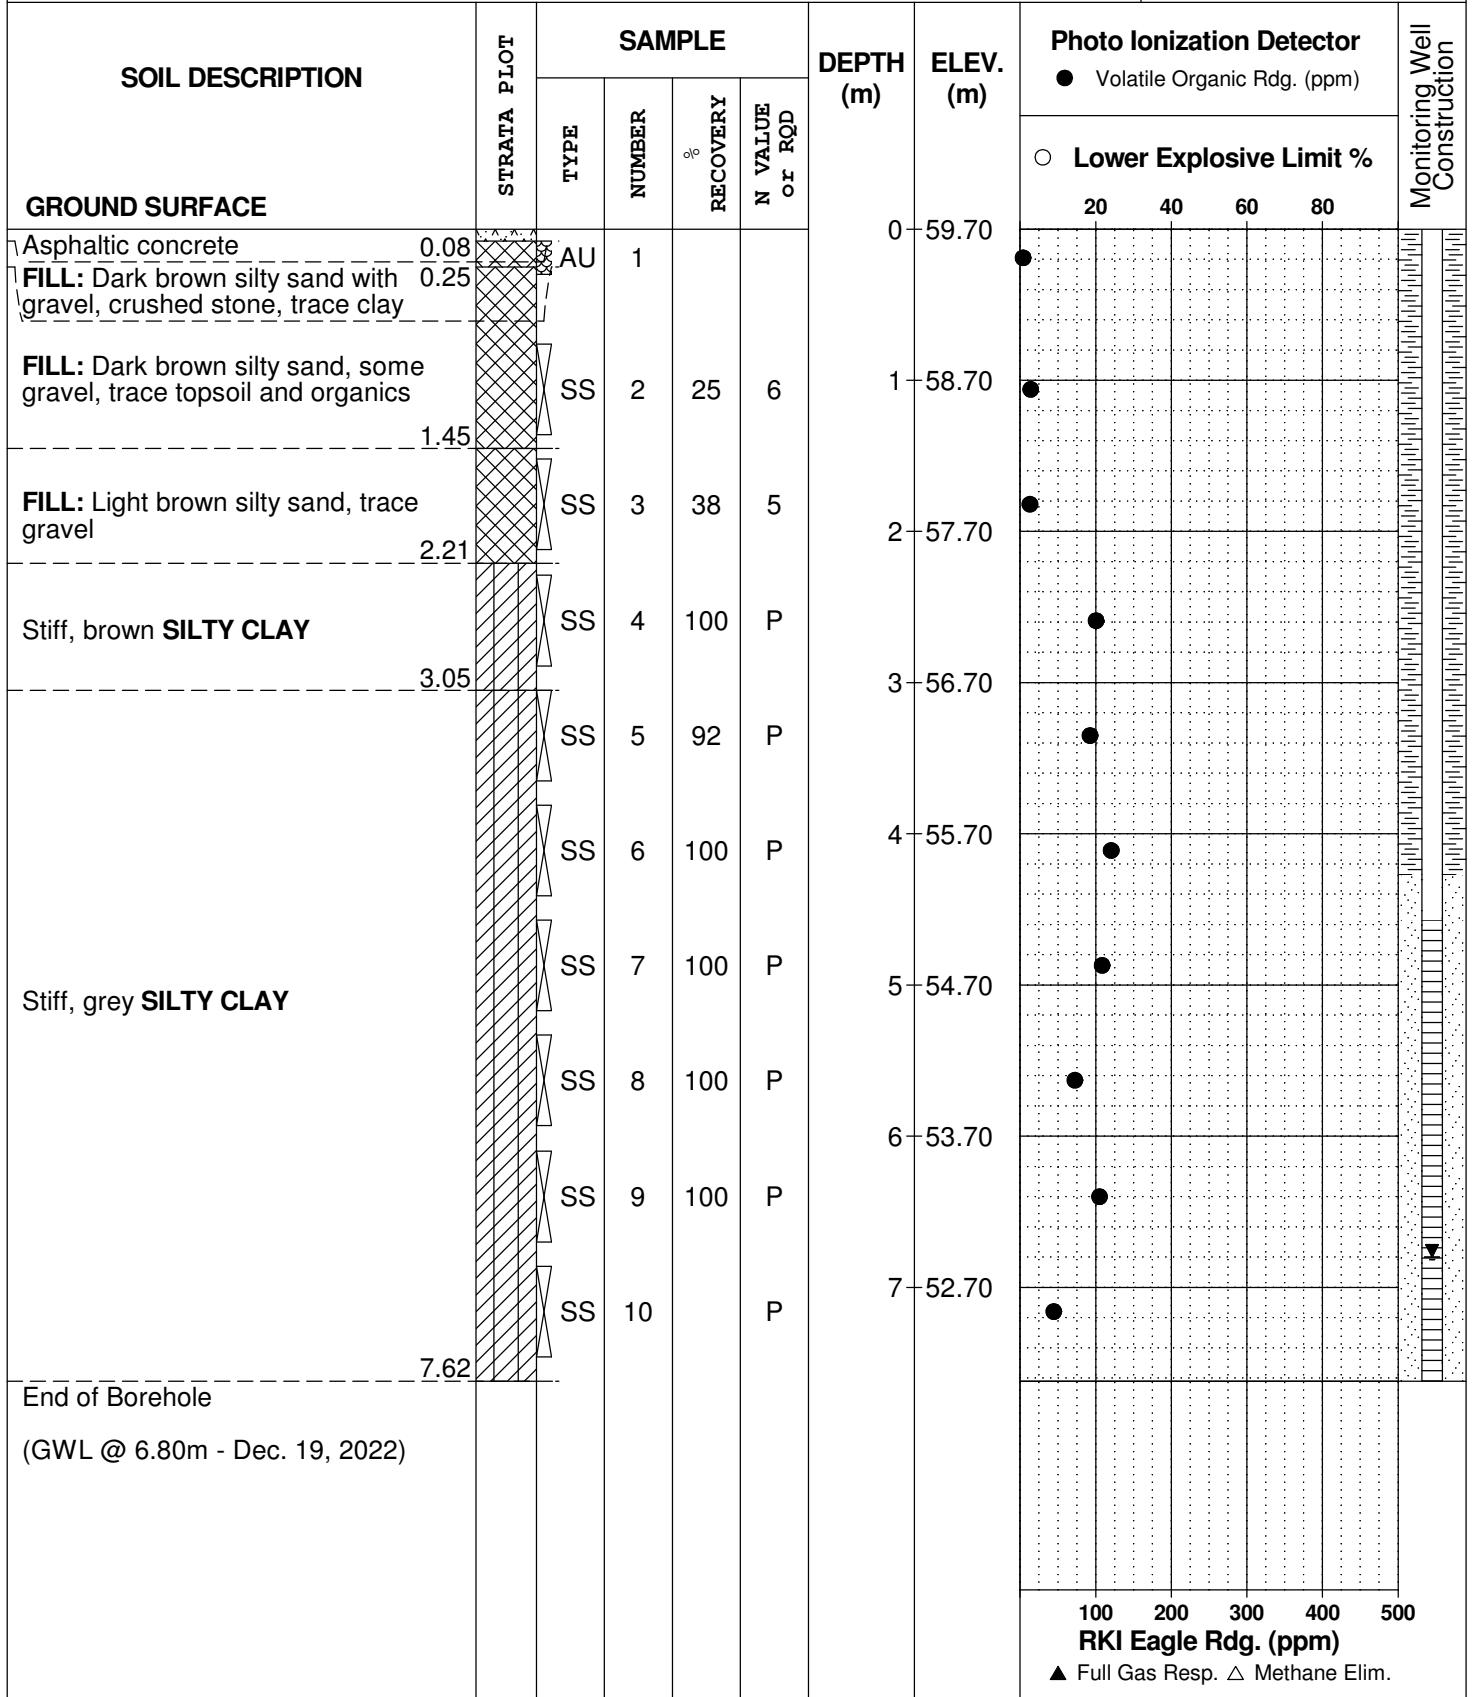 SOIL DESCRIPTION
GROUND SURFACE
STRATA PLOT
SAMPLE
TYPE
NUMBER
%
RECOVERY
N VALUE
or RQD
DEPTH
(m)
ELEV.
(m)
Photo Ionization Detector
● Volatile Organic Rdg. (ppm)
○ Lower Explosive Limit %
20 40 60 80
Monitoring Well
Construction
0 59.70
Asphaltic concrete 0.08
AU 1
FILL: Dark brown silty sand with 0.25
gravel, crushed stone, trace clay
FILL: Dark brown silty sand, some
gravel, trace topsoil and organics
SS 2 25 6
1 58.70
1.45
FILL: Light brown silty sand, trace
gravel
SS 3 38 5
2 57.70
2.21
Stiff, brown SILTY CLAY
SS 4 100 P
3.05
3 56.70
SS 5 92 P
4 55.70
SS 6 100 P
SS 7 100 P
5 54.70
Stiff, grey SILTY CLAY
SS 8 100 P
6 53.70
SS 9 100 P
7 52.70
SS 10 P
7.62
End of Borehole
(GWL @ 6.80m - Dec. 19, 2022)
100 200 300 400 500
RKI Eagle Rdg. (ppm)
▲ Full Gas Resp. △ Methane Elim.